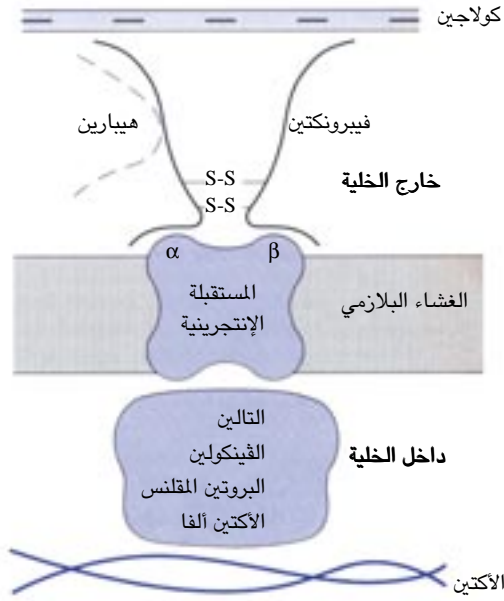 كولاجين
هيبارين
فيبرونكتين
S-S
خارج الخلية
S-S
α
β
المستقبلة
الإنتجرينية
الغشاء البلازمي
التالين
الڤينكولين
البروتين المقلنس
الأكتين ألفا
داخل الخلية
الأكتين